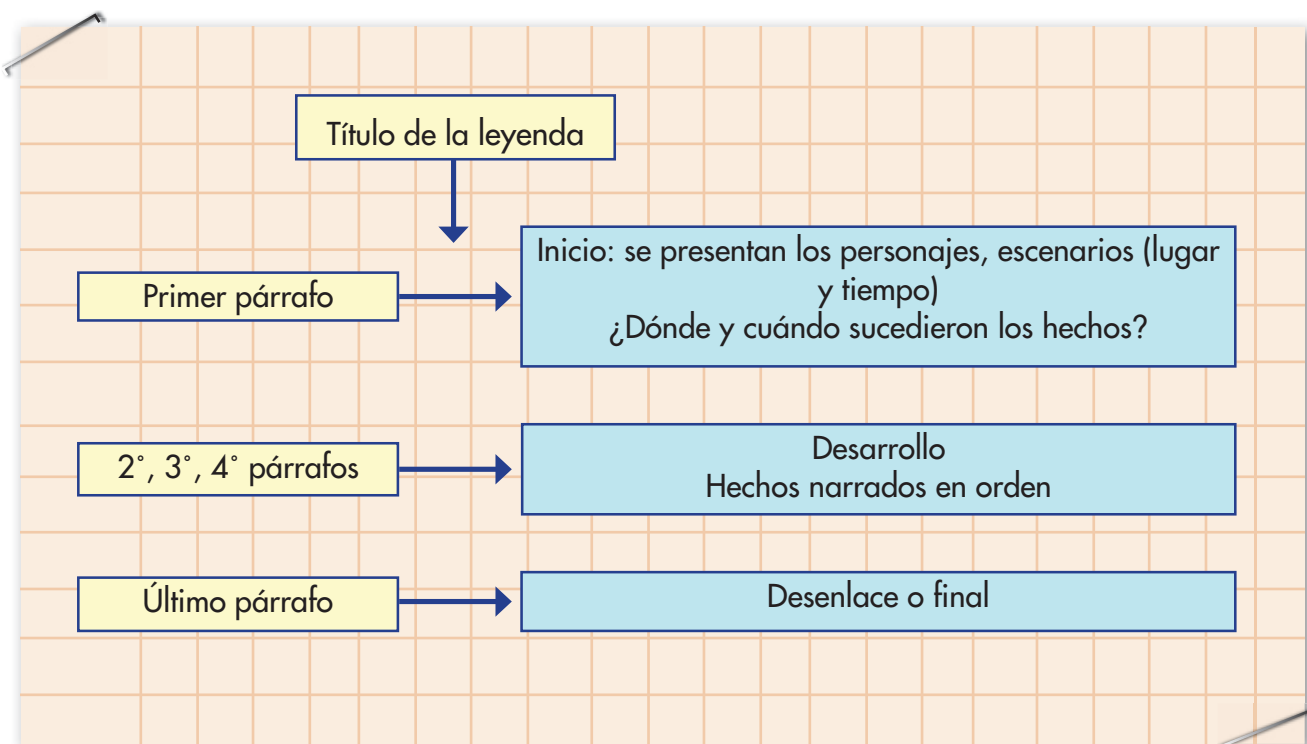 Título de la leyenda
Primer párrafo
Inicio: se presentan los personajes, escenarios (lugar
y tiempo)
¿Dónde y cuándo sucedieron los hechos?
2°, 3°, 4° párrafos
Desarrollo
Hechos narrados en orden
Último párrafo
Desenlace o final